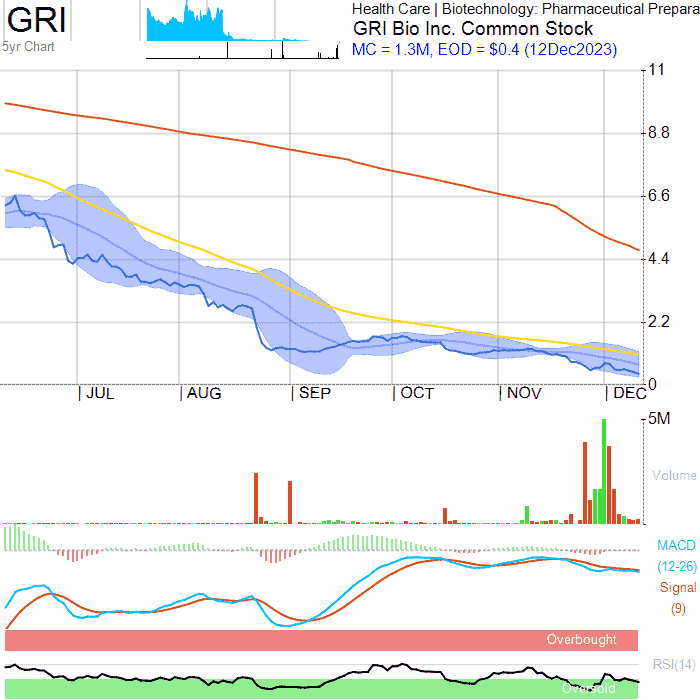 GRI
5yr Chart
Health Care | Biotechnology: Pharmaceutical Prepara
GRI Bio Inc. Common Stock
MC = 1.3M, EOD = $0.4 (12Dec2023)
11
8.8
6.6
4.4
2.2
0
JUL AUG SEP OCT NOV DEC
5M
Volume
MACD
(12-26)
Signal
(9)
Overbought
RSI(14)
Oversold